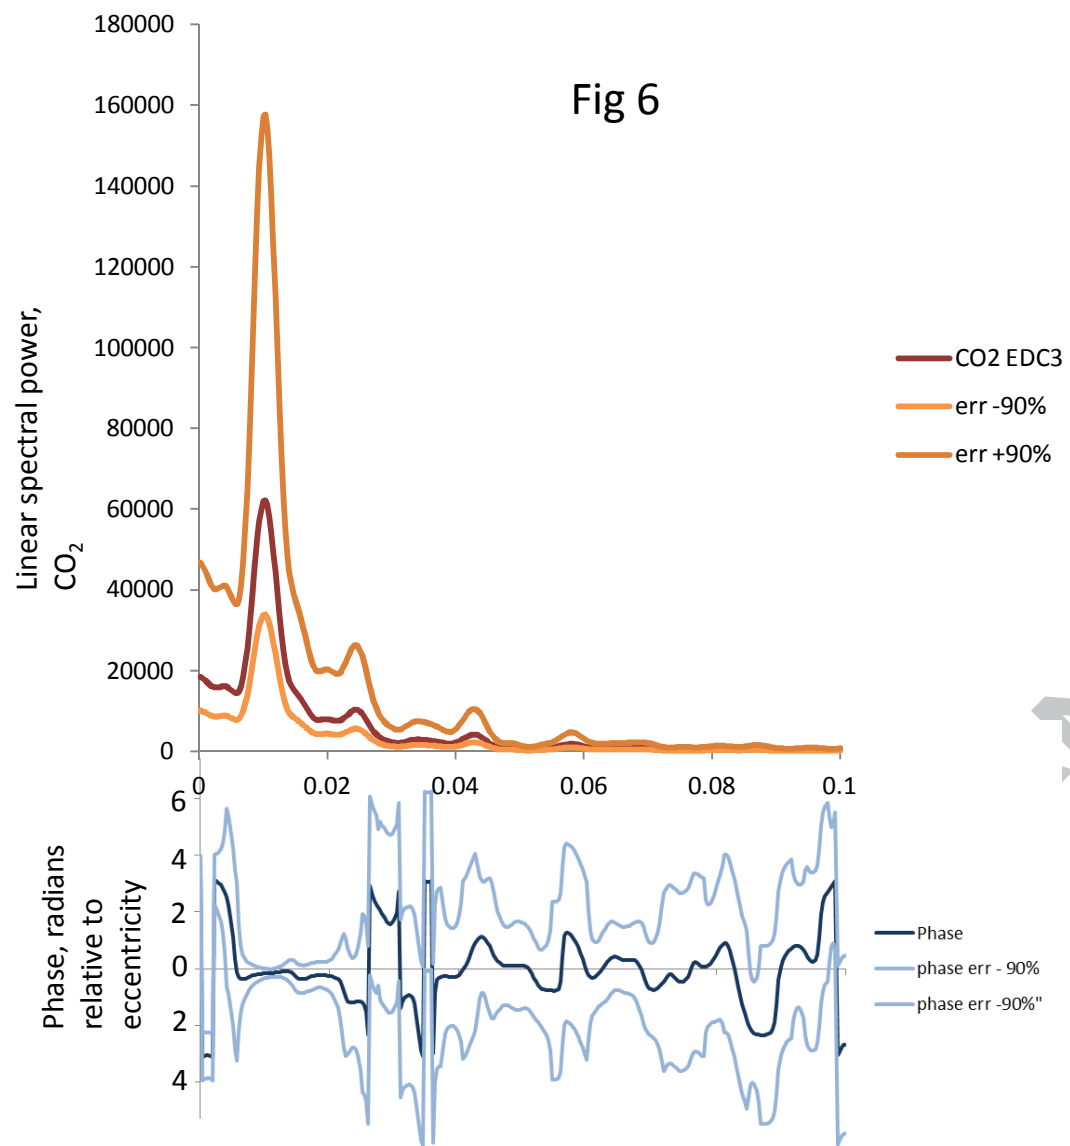 180000
160000
140000
120000
100000
80000
60000
40000
20000
0
Fig 6
Linear spectral power,
CO2
CO2 EDC3
err -90%
err +90%
0 0.02 0.04 0.06 0.08 0.1
6
4
2
0
2
4
Phase, radians
relative to
eccentricity
Phase
phase err - 90%
phase err -90%"